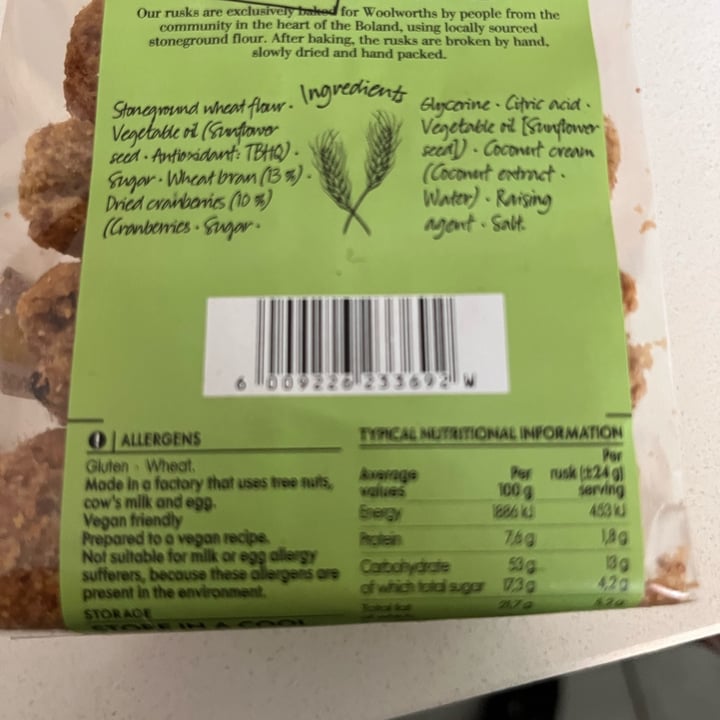 Our rusks are exclusively baked for Woolworths by people from the
community in the heart of the Boland, using locally sourced
stoneground flour. After baking, the rusks are broken by hand,
slowly dried and hand packed.
Ingredients
Stoneground wheat flour •
Vegetable oil (Sunflower
seed • Antioxidant: TBHQ) •
Sugar • Wheat bran (13 %) •
Dried cranberries (10 %)
(Cranberries • Sugar •
Glycerine • Citric acid •
Vegetable oil [Sunflower
seed]) • Coconut cream
(Coconut extract •
Water) • Raising
agent • Salt.
6 009226 233692 W
ALLERGENS
Gluten • Wheat.
Made in a factory that uses tree nuts,
cow's milk and egg.
Vegan friendly
Prepared to a vegan recipe.
Not suitable for milk or egg allergy
sufferers, because these allergens are
present in the environment.
STORAGE
STORE IN A COOL
TYPICAL NUTRITIONAL INFORMATION
Average values Per 100 g Per rusk (±24 g) serving
Energy 1886 kJ 453 kJ
Protein 7,6 g 1,8 g
Carbohydrate 53 g 13 g
of which total sugar 17,3 g 4,2 g
Total fat